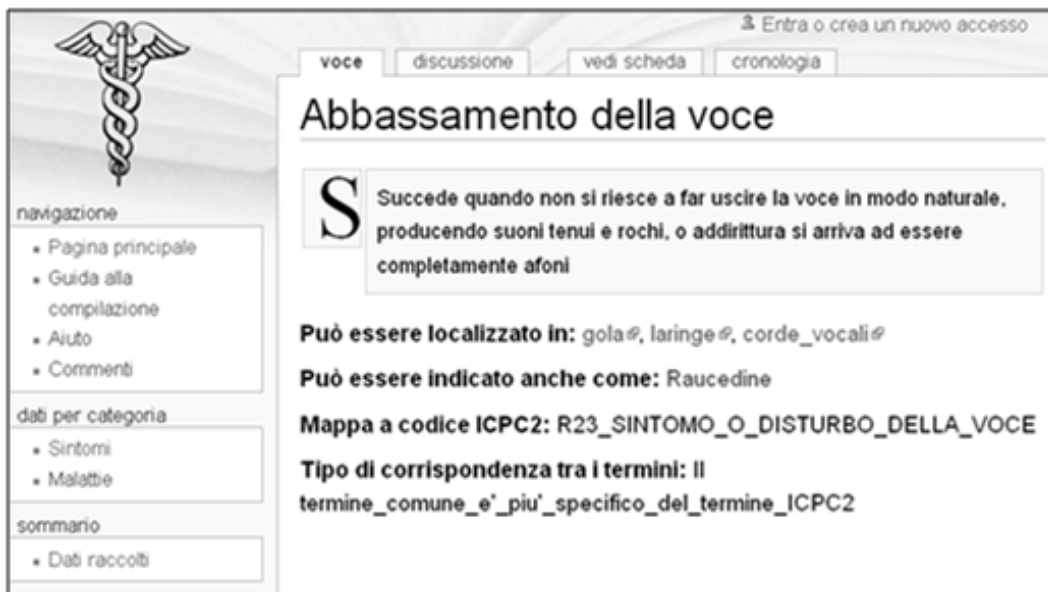 Entra o crea un nuovo accesso
voce
discussione
vedi scheda
cronologia
Abbassamento della voce
S
Succede quando non si riesce a far uscire la voce in modo naturale,
producendo suoni tenui e rochi, o addirittura si arriva ad essere
completamente afoni
Può essere localizzato in: gola, laringe, corde_vocali
Può essere indicato anche come: Raucedine
Mappa a codice ICPC2: R23_SINTOMO_O_DISTURBO_DELLA_VOCE
Tipo di corrispondenza tra i termini: Il
termine_comune_e'_piu'_specifico_del_termine_ICPC2
navigazione
Pagina principale
Guida alla
compilazione
Aiuto
Commenti
dati per categoria
Sintomi
Malattie
sommario
Dati raccolti